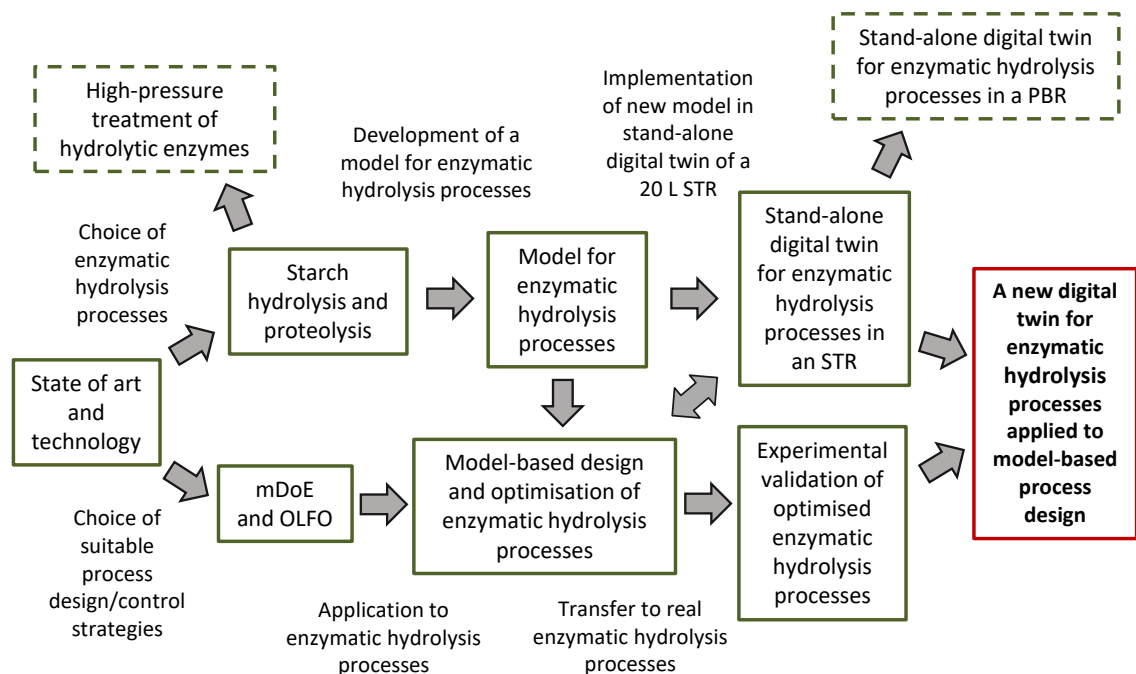 High-pressure
treatment of
hydrolytic enzymes
Stand-alone digital twin
for enzymatic hydrolysis
processes in a PBR
Implementation
of new model in
stand-alone
digital twin of a
20 L STR
Development of a
model for enzymatic
hydrolysis processes
Choice of
enzymatic
hydrolysis
processes
Starch
hydrolysis and
proteolysis
Model for
enzymatic
hydrolysis
processes
Stand-alone
digital twin
for enzymatic
hydrolysis
processes in
an STR
A new digital
twin for
enzymatic
hydrolysis
processes
applied to
model-based
process
design
State of art
and
technology
mDoE
and OLFO
Model-based design
and optimisation of
enzymatic hydrolysis
processes
Experimental
validation of
optimised
enzymatic
hydrolysis
processes
Choice of
suitable
process
design/control
strategies
Application to
enzymatic hydrolysis
processes
Transfer to real
enzymatic hydrolysis
processes